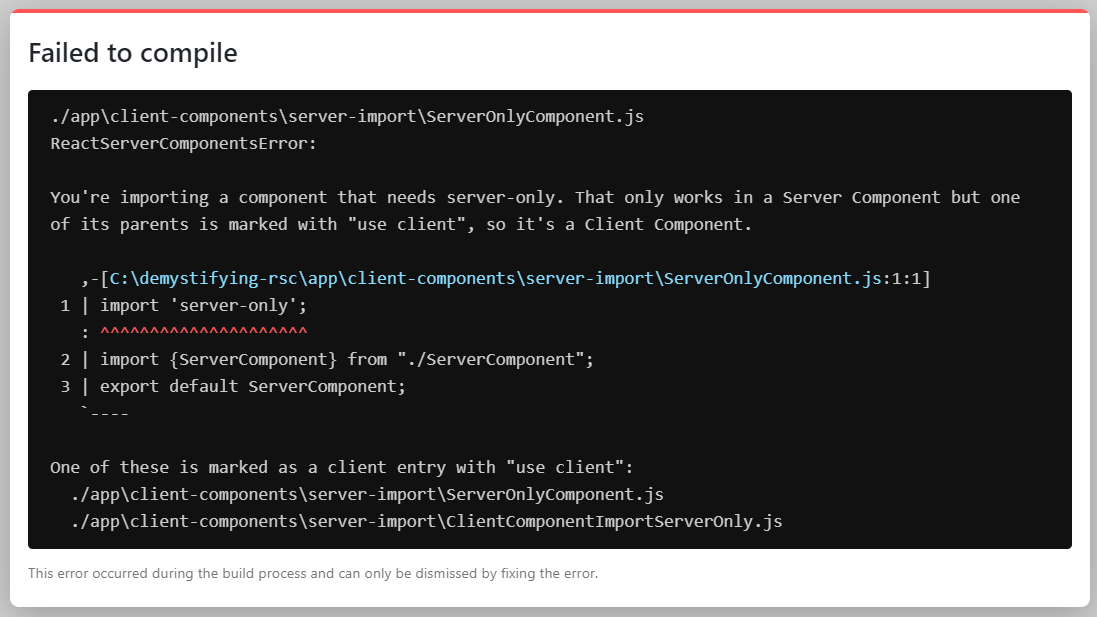 Failed to compile
./app\client-components\server-import\ServerOnlyComponent.js
ReactServerComponentsError:
You're importing a component that needs server-only. That only works in a Server Component but one
of its parents is marked with "use client", so it's a Client Component.
,-[C:\demystifying-rsc\app\client-components\server-import\ServerOnlyComponent.js:1:1]
1 | import 'server-only';
: ^^^^^^^^^^^^^^^^^^^^^
2 | import {ServerComponent} from "./ServerComponent";
3 | export default ServerComponent;
`----
One of these is marked as a client entry with "use client":
./app\client-components\server-import\ServerOnlyComponent.js
./app\client-components\server-import\ClientComponentImportServerOnly.js
This error occurred during the build process and can only be dismissed by fixing the error.